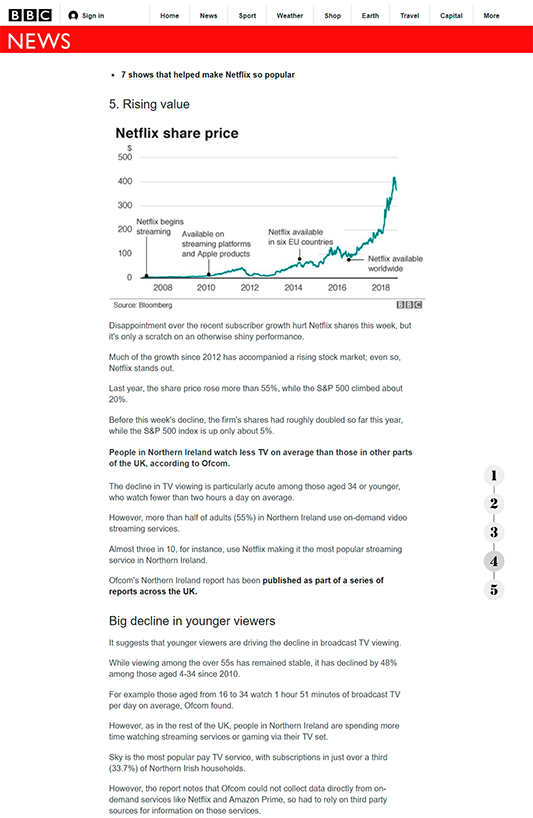 BBC Sign in Home News Sport Weather Shop Earth Travel Capital More
NEWS
7 shows that helped make Netflix so popular
5. Rising value
Netflix share price
$
500
400
300
200
100
0
Netflix begins
streaming
Available on
streaming platforms
and Apple products
Netflix available
in six EU countries
Netflix available
worldwide
2008 2010 2012 2014 2016 2018
Source: Bloomberg BBC
Disappointment over the recent subscriber growth hurt Netflix shares this week, but
it's only a scratch on an otherwise shiny performance.
Much of the growth since 2012 has accompanied a rising stock market; even so,
Netflix stands out.
Last year, the share price rose more than 55%, while the S&P 500 climbed about
20%.
Before this week's decline, the firm's shares had roughly doubled so far this year,
while the S&P 500 index is up only about 5%.
People in Northern Ireland watch less TV on average than those in other parts
of the UK, according to Ofcom.
The decline in TV viewing is particularly acute among those aged 34 or younger,
who watch fewer than two hours a day on average.
However, more than half of adults (55%) in Northern Ireland use on-demand video
streaming services.
Almost three in 10, for instance, use Netflix making it the most popular streaming
service in Northern Ireland.
Ofcom's Northern Ireland report has been published as part of a series of
reports across the UK.
Big decline in younger viewers
It suggests that younger viewers are driving the decline in broadcast TV viewing.
While viewing among the over 55s has remained stable, it has declined by 48%
among those aged 4-34 since 2010.
For example those aged from 16 to 34 watch 1 hour 51 minutes of broadcast TV
per day on average, Ofcom found.
However, as in the rest of the UK, people in Northern Ireland are spending more
time watching streaming services or gaming via their TV set.
Sky is the most popular pay TV service, with subscriptions in just over a third
(33.7%) of Northern Irish households.
However, the report notes that Ofcom could not collect data directly from on-
demand services like Netflix and Amazon Prime, so had to rely on third party
sources for information on those services.
1
2
3
4
5